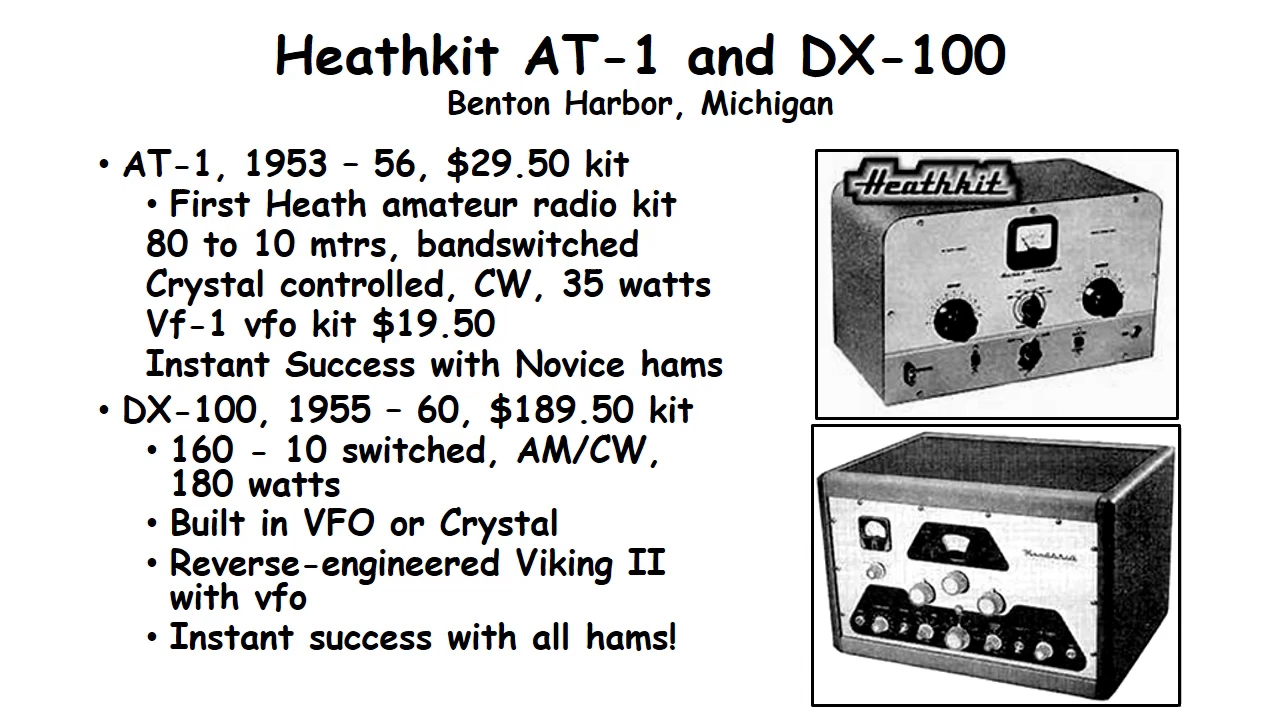 Heathkit AT-1 and DX-100
Benton Harbor, Michigan
• AT-1, 1953 – 56, $29.50 kit
• First Heath amateur radio kit
80 to 10 mtrs, bandswitched
Crystal controlled, CW, 35 watts
Vf-1 vfo kit $19.50
Instant Success with Novice hams
• DX-100, 1955 – 60, $189.50 kit
• 160 - 10 switched, AM/CW,
180 watts
• Built in VFO or Crystal
• Reverse-engineered Viking II
with vfo
• Instant success with all hams!
Heathkit
Heathkit